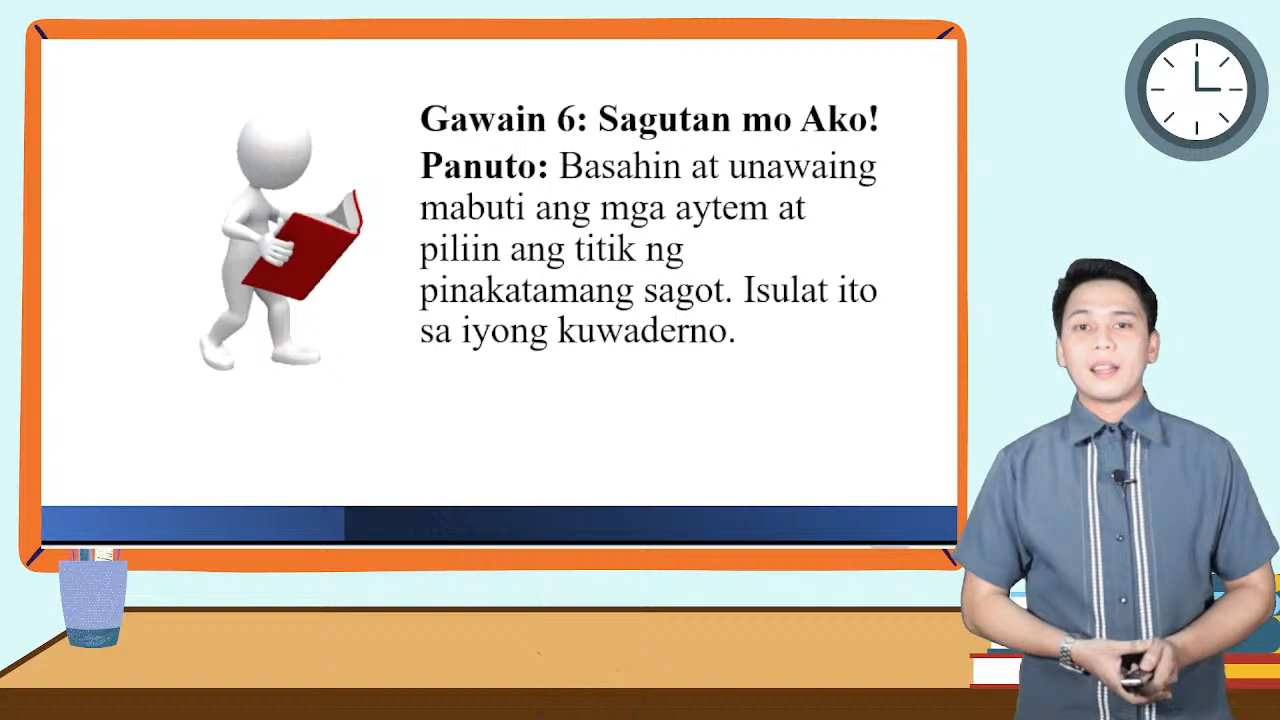 Gawain 6: Sagutan mo Ako!
Panuto: Basahin at unawaing
mabuti ang mga aytem at
piliin ang titik ng
pinakatamang sagot. Isulat ito
sa iyong kuwaderno.